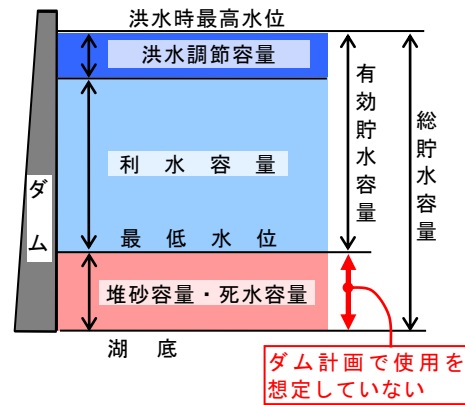 洪水時最高水位
洪水調節容量
有効貯水容量
総貯水容量
利水容量
ダム
最低水位
堆砂容量・死水容量
湖底
ダム計画で使用を
想定していない